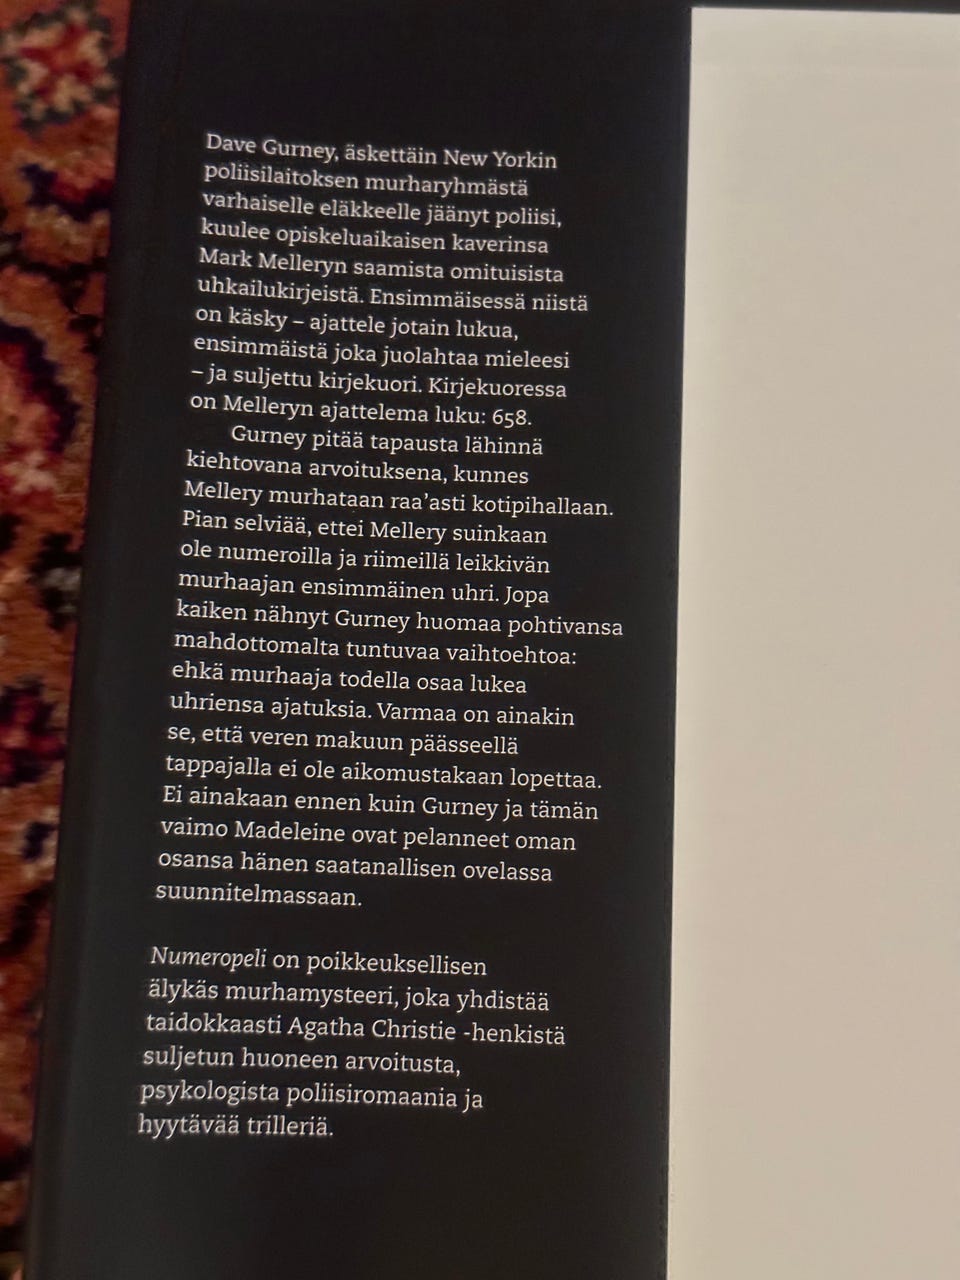 Dave Gurney, äskettäin New Yorkin
poliisilaitoksen murharyhmästä
varhaiselle eläkkeelle jäänyt poliisi,
kuulee opiskeluaikaisen kaverinsa
Mark Melleryn saamista omituisista
uhkailukirjeistä. Ensimmäisessä niistä
on käsky – ajattele jotain lukua,
ensimmäistä joka juolahtaa mieleesi
– ja suljettu kirjekuori. Kirjekuoressa
on Melleryn ajattelema luku: 658.
Gurney pitää tapausta lähinnä
kiehtovana arvoituksena, kunnes
Mellery murhataan raa’asti kotipihallaan.
Pian selviää, ettei Mellery suinkaan
ole numeroilla ja riimeillä leikkivän
murhaajan ensimmäinen uhri. Jopa
kaiken nähnyt Gurney huomaa pohtivansa
mahdottomalta tuntuvaa vaihtoehtoa:
ehkä murhaaja todella osaa lukea
uhriensa ajatuksia. Varmaa on ainakin
se, että veren makuun päässeellä
tappajalla ei ole aikomustakaan lopettaa.
Ei ainakaan ennen kuin Gurney ja tämän
vaimo Madeleine ovat pelanneet oman
osansa hänen saatanallisen ovelassa
suunnitelmassaan.
Numeropeli on poikkeuksellisen
älykäs murhamysteeri, joka yhdistää
taidokkaasti Agatha Christie -henkistä
suljetun huoneen arvoitusta,
psykologista poliisiromaania ja
hyytävää trilleriä.